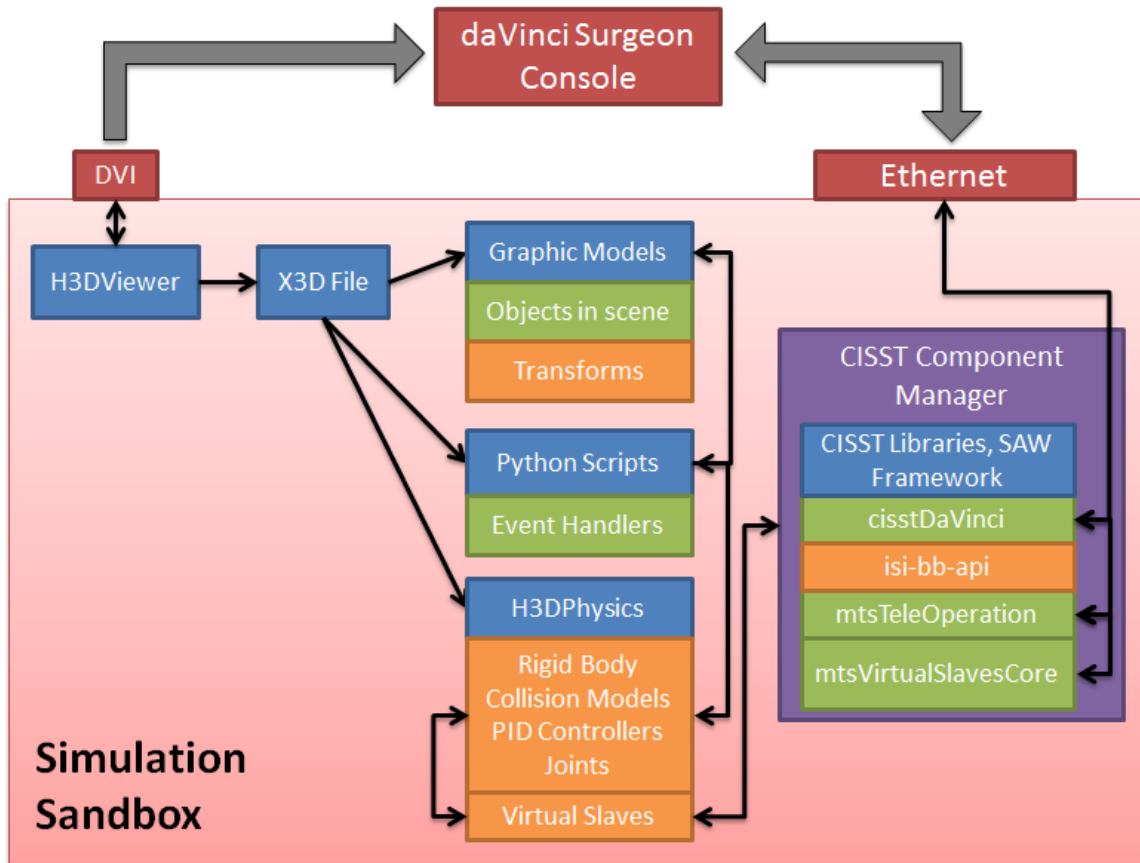 daVinci Surgeon
Console
DVI
Ethernet
H3DViewer
X3D File
Graphic Models
Objects in scene
Transforms
Python Scripts
Event Handlers
H3DPhysics
Rigid Body
Collision Models
PID Controllers
Joints
Virtual Slaves
CISST Component
Manager
CISST Libraries, SAW
Framework
cisstDaVinci
isi-bb-api
mtsTeleOperation
mtsVirtualSlavesCore
Simulation
Sandbox